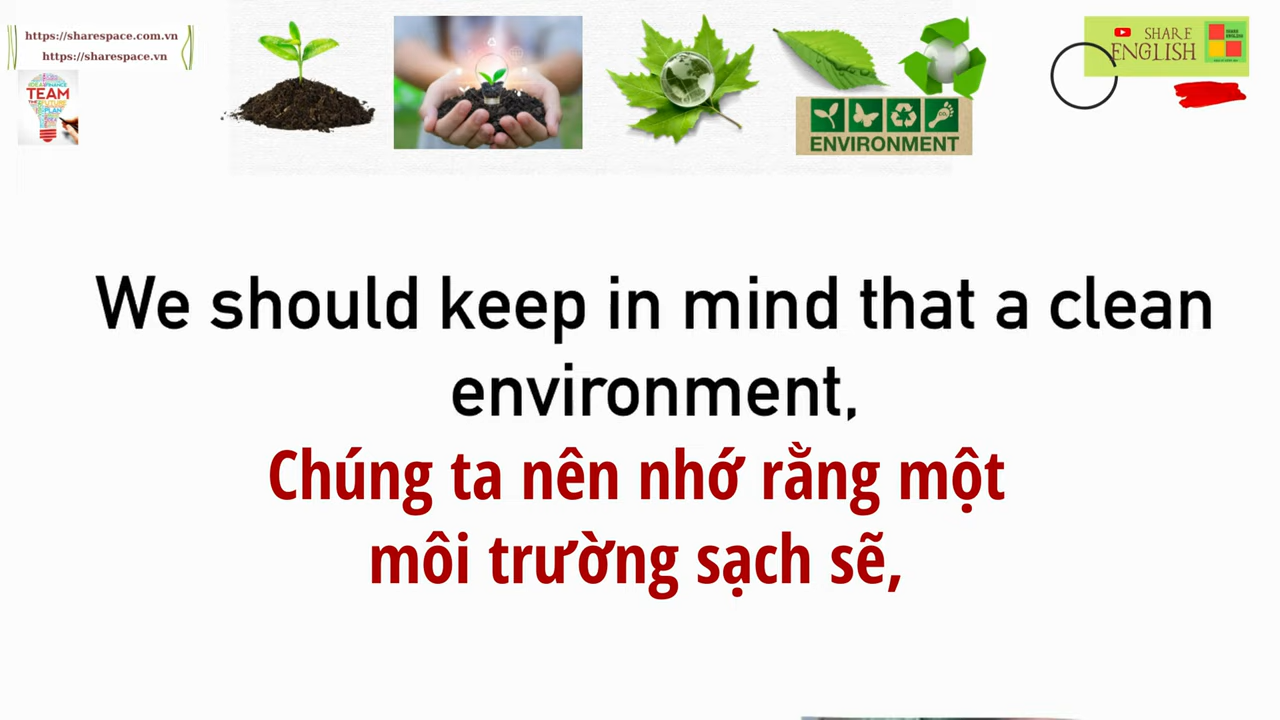 https://sharespace.com.vn
https://sharespace.vn
TEAM
PLAN
ENVIRONMENT
SHARE
ENGLISH
We should keep in mind that a clean
environment,
Chúng ta nên nhớ rằng một
môi trường sạch sẽ,